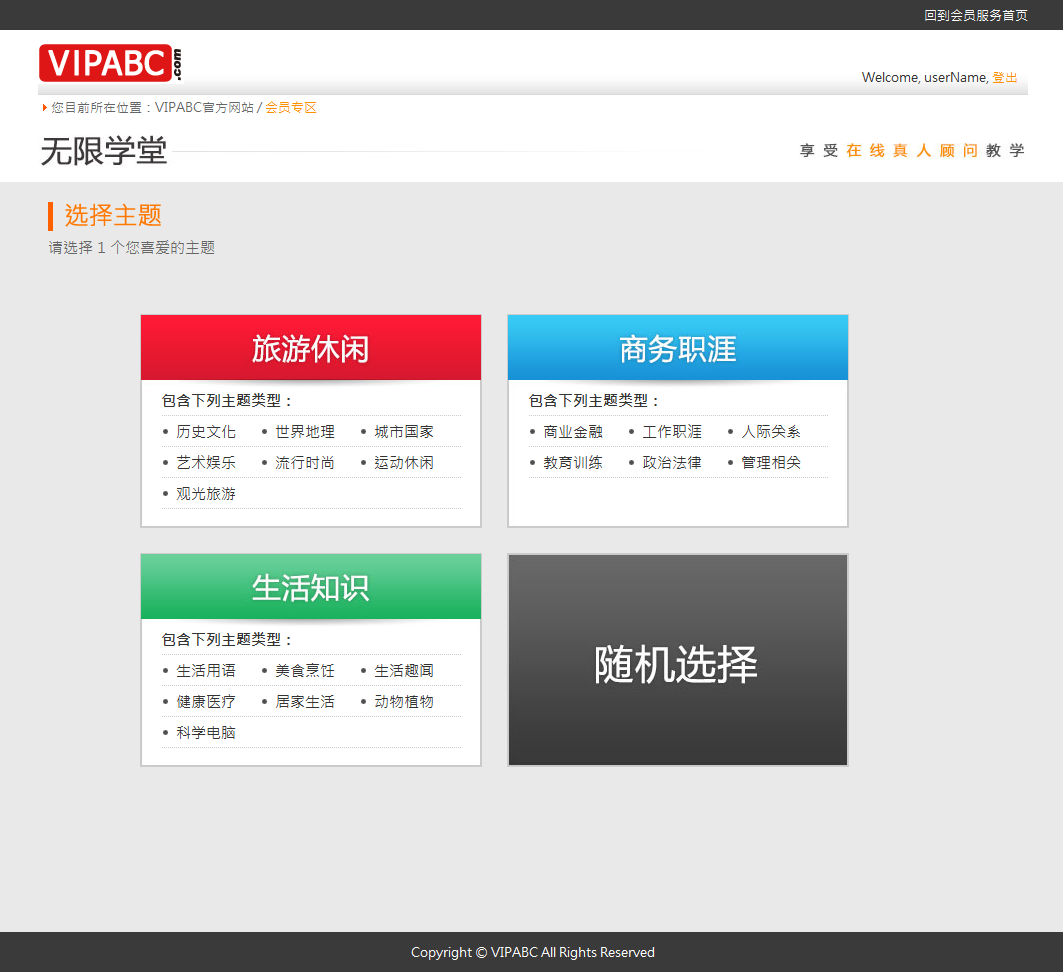 回到会员服务首页
VIPABC.com
Welcome, userName, 登出
您目前所在位置：VIPABC官方网站 / 会员专区
无限学堂
享受在线真人顾问教学
选择主题
请选择 1 个您喜爱的主题
旅游休闲
包含下列主题类型：
• 历史文化 • 世界地理 • 城市国家
• 艺术娱乐 • 流行时尚 • 运动休闲
• 观光旅游
商务职涯
包含下列主题类型：
• 商业金融 • 工作职涯 • 人际关系
• 教育训练 • 政治法律 • 管理相关
生活知识
包含下列主题类型：
• 生活用语 • 美食烹饪 • 生活趣闻
• 健康医疗 • 居家生活 • 动物植物
• 科学电脑
随机选择
Copyright © VIPABC All Rights Reserved